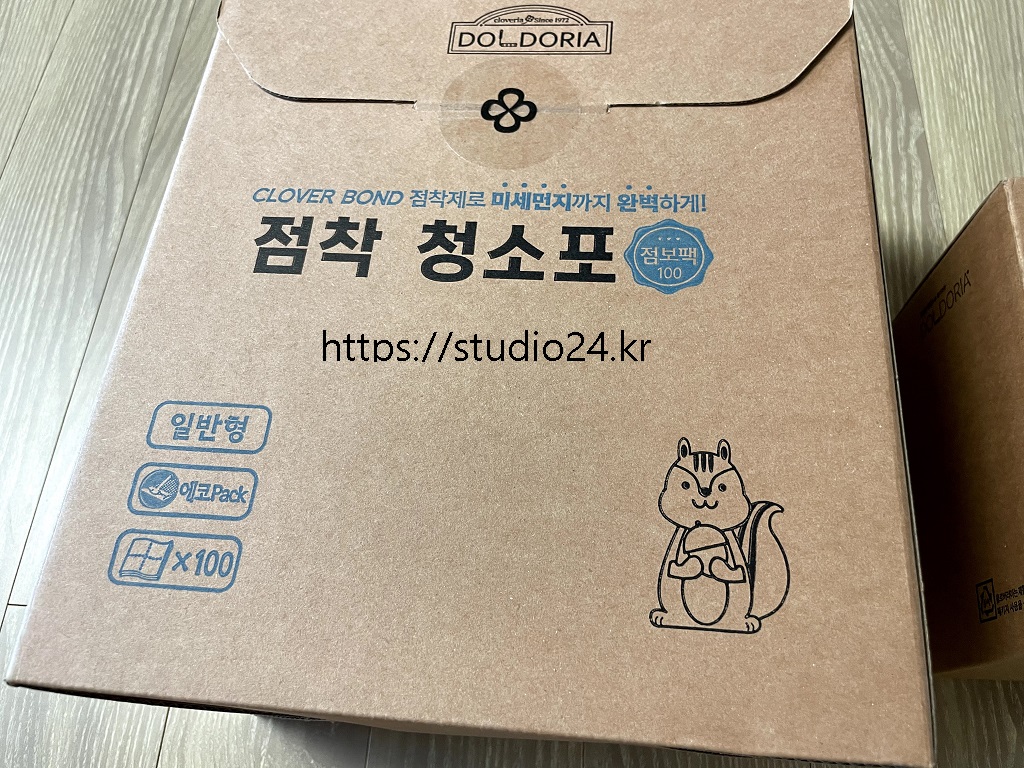 cloveria Since 1972
DOLDORIA
CLOVER BOND 점착제로 미세먼지까지 완벽하게!
점착 청소포
점보팩
100
https://studio24.kr
일반형
에코Pack
×100
DOLDORIA